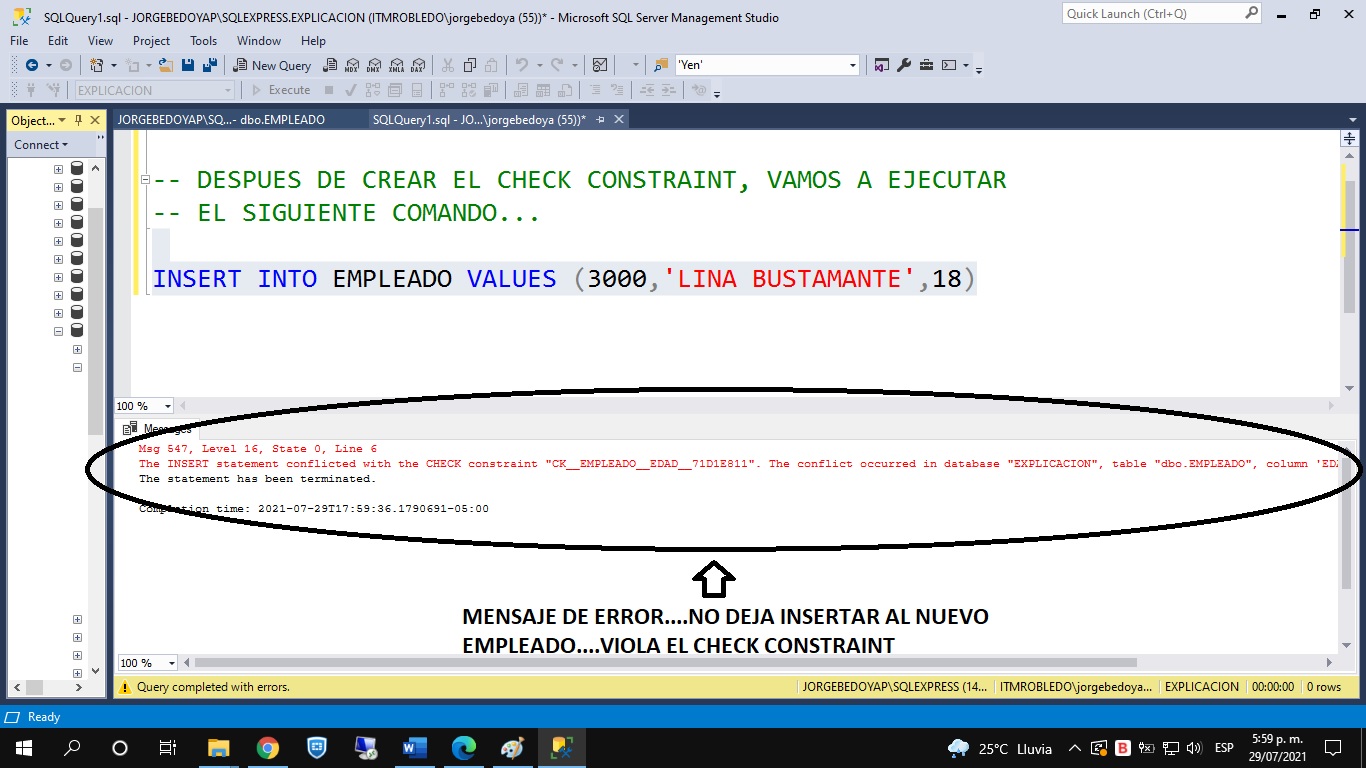 SQLQuery1.sql - JORGEBEDOYAP\SQLEXPRESS.EXPLICACION (ITMROBLEDO\jorgebedoya (55))* - Microsoft SQL Server Management Studio
Quick Launch (Ctrl+Q)
File Edit View Project Tools Window Help
New Query MDX DMX XMLA DAX 'Yen'
EXPLICACION Execute
Object... JORGEBEDOYAP\SQ...- dbo.EMPLEADO SQLQuery1.sql - JO...\jorgebedoya (55))*
Connect
-- DESPUES DE CREAR EL CHECK CONSTRAINT, VAMOS A EJECUTAR
-- EL SIGUIENTE COMANDO...
INSERT INTO EMPLEADO VALUES (3000,'LINA BUSTAMANTE',18)
100 %
Messages
Msg 547, Level 16, State 0, Line 6
The INSERT statement conflicted with the CHECK constraint "CK__EMPLEADO__EDAD__71D1E811". The conflict occurred in database "EXPLICACION", table "dbo.EMPLEADO", column 'EDA
The statement has been terminated.
Completion time: 2021-07-29T17:59:36.1790691-05:00
MENSAJE DE ERROR....NO DEJA INSERTAR AL NUEVO
EMPLEADO....VIOLA EL CHECK CONSTRAINT
100 %
Query completed with errors. JORGEBEDOYAP\SQLEXPRESS (14... ITMROBLEDO\jorgebedoya... EXPLICACION 00:00:00 0 rows
Ready
25°C Lluvia ESP 5:59 p. m.
29/07/2021